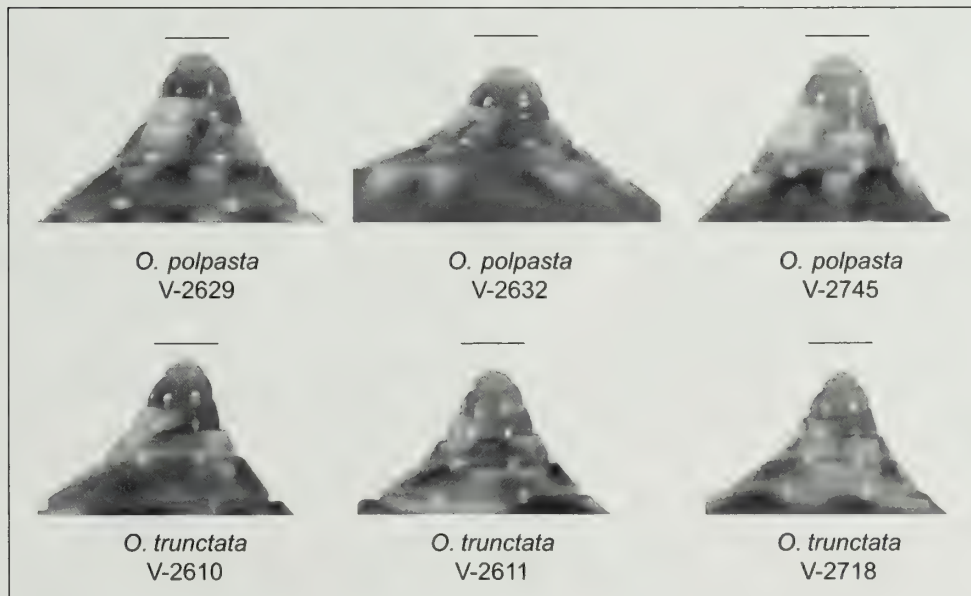 O. polpasta
V-2629
O. polpasta
V-2632
O. polpasta
V-2745
O. trunctata
V-2610
O. trunctata
V-2611
O. trunctata
V-2718